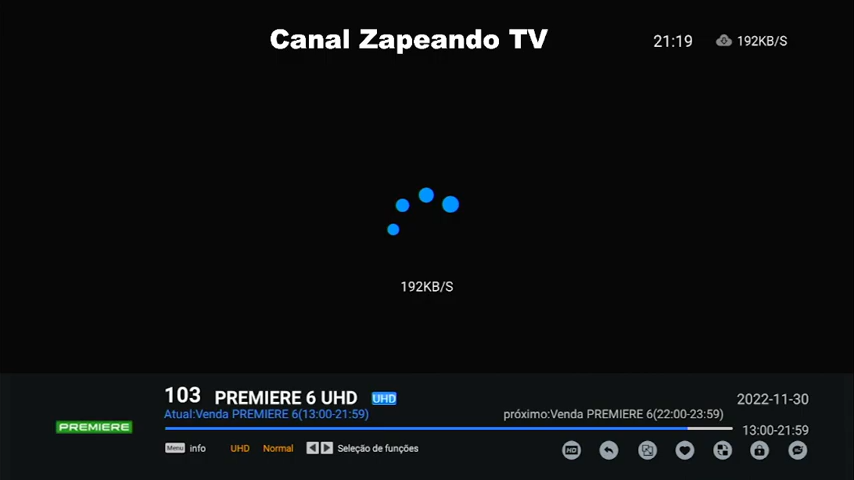 Canal Zapeando TV
21:19 192KB/S
192KB/S
103 PREMIERE 6 UHD UHD
2022-11-30
Atual:Venda PREMIERE 6(13:00-21:59)
próximo:Venda PREMIERE 6(22:00-23:59)
PREMIERE
13:00-21:59
Menu info UHD Normal Seleção de funções
HD